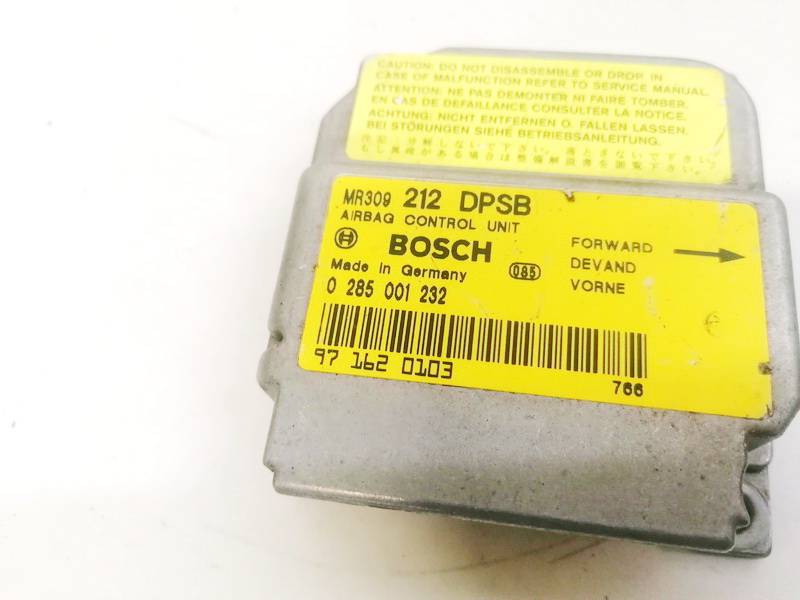 CAUTION: DO NOT DISASSEMBLE OR DROP, IN
CASE OF MALFUNCTION REFER TO SERVICE MANUAL.
ATTENTION: NE PAS DEMONTER NI FAIRE TOMBER.
EN CAS DE DEFAILLANCE CONSULTER LA NOTICE.
ACHTUNG: NICHT ENTFERNEN O. FALLEN LASSEN.
BEI STÖRUNGEN SIEHE BETRIEBSANLEITUNG.
MR309 212 DPSB
AIRBAG CONTROL UNIT
BOSCH
Made in Germany
085
0 285 001 232
FORWARD
DEVAND
VORNE
97 162 0103
766